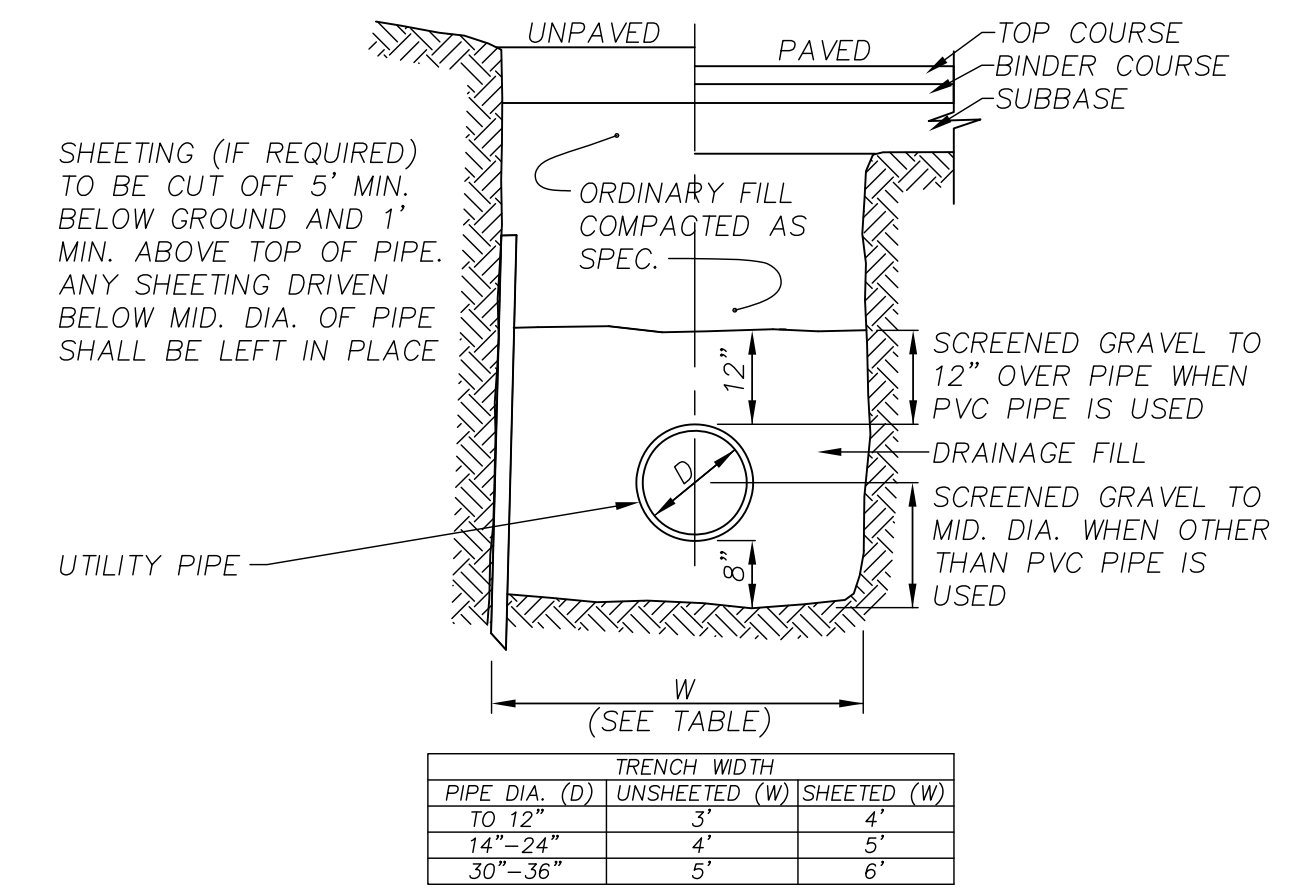 UNPAVED
PAVED
TOP COURSE
BINDER COURSE
SUBBASE
SHEETING (IF REQUIRED)
TO BE CUT OFF 5' MIN.
BELOW GROUND AND 1'
MIN. ABOVE TOP OF PIPE.
ANY SHEETING DRIVEN
BELOW MID. DIA. OF PIPE
SHALL BE LEFT IN PLACE
ORDINARY FILL
COMPACTED AS
SPEC.
12"
SCREENED GRAVEL TO
12" OVER PIPE WHEN
PVC PIPE IS USED
D
DRAINAGE FILL
SCREENED GRAVEL TO
MID. DIA. WHEN OTHER
THAN PVC PIPE IS
USED
UTILITY PIPE
8"
W
(SEE TABLE)
TRENCH WIDTH
PIPE DIA. (D) UNSHEETED (W) SHEETED (W)
TO 12" 3' 4'
14"-24" 4' 5'
30"-36" 5' 6'